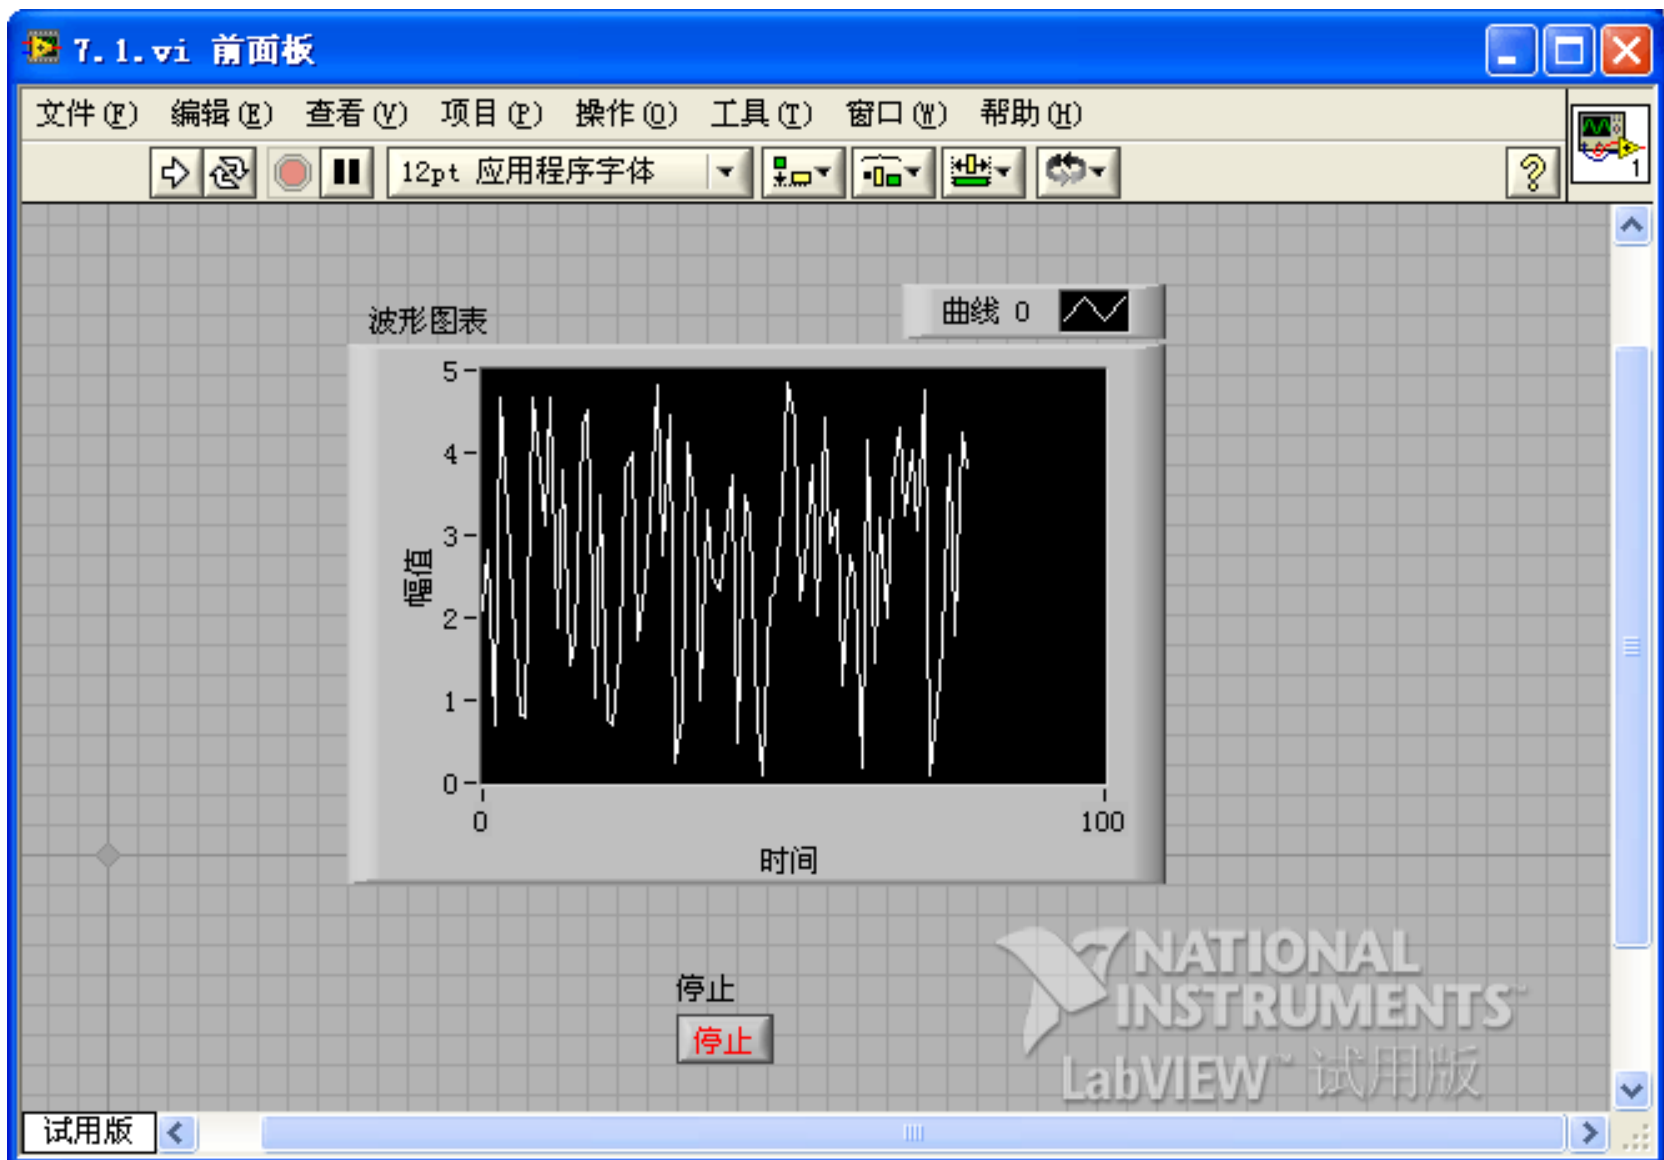 7.1.vi 前面板
文件(F) 编辑(E) 查看(V) 项目(P) 操作(O) 工具(T) 窗口(W) 帮助(H)
12pt 应用程序字体
?
1
曲线 0
波形图表
5
4
3
2
1
0
幅值
0
100
时间
停止
停止
NATIONAL
INSTRUMENTS™
LabVIEW™ 试用版
试用版